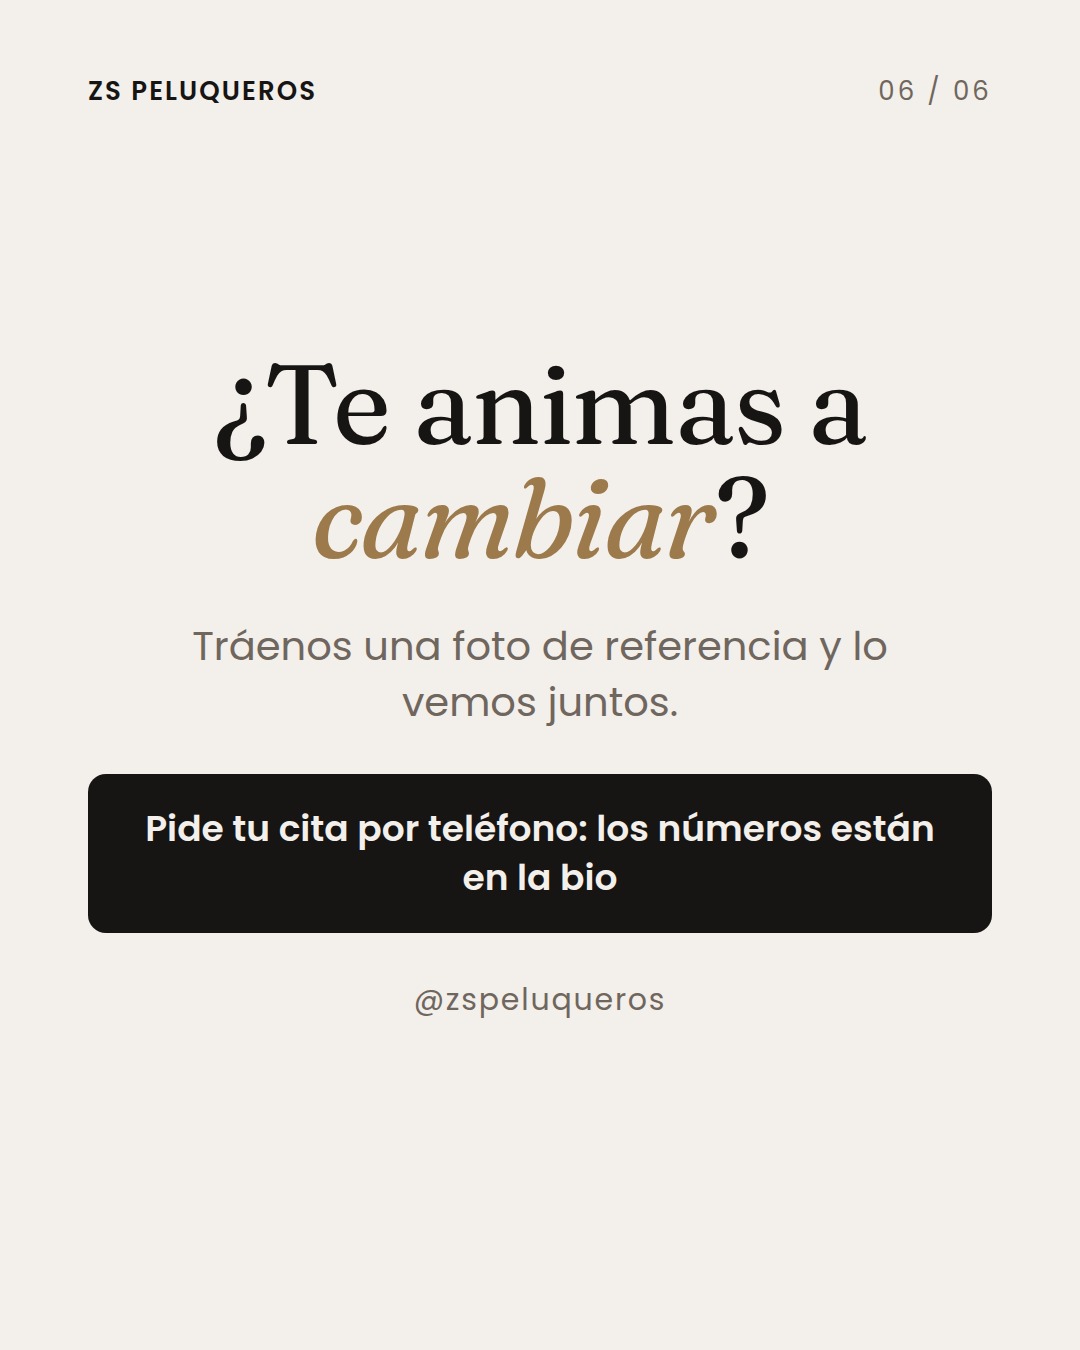 ZS PELUQUEROS
06 / 06
¿Te animas a
cambiar?
Tráenos una foto de referencia y lo
vemos juntos.
Pide tu cita por teléfono: los números están
en la bio
@zspeluqueros